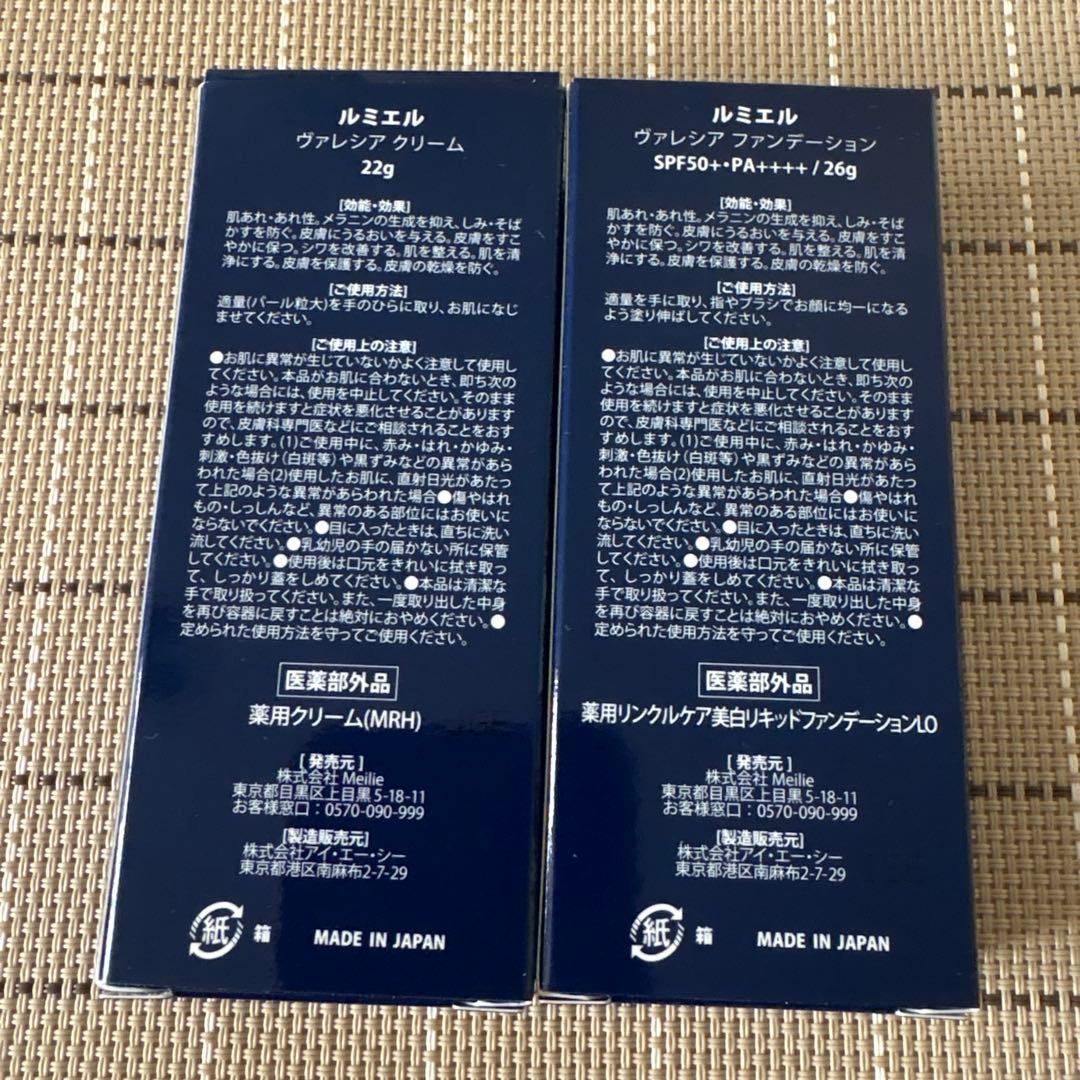 ルミエル
ヴァレシア クリーム
22g
[効能・効果]
肌あれ・あれ性。メラニンの生成を抑え、しみ・そば
かすを防ぐ。皮膚にうるおいを与える。皮膚をすこ
やかに保つ。シワを改善する。肌を整える。肌を清
浄にする。皮膚を保護する。皮膚の乾燥を防ぐ。
[ご使用方法]
適量(パール粒大)を手のひらに取り、お肌になじ
ませてください。
[ご使用上の注意]
●お肌に異常が生じていないかよく注意して使用し
てください。本品がお肌に合わないとき、即ち次の
ような場合には、使用を中止してください。そのまま
使用を続けますと症状を悪化させることがあります
ので、皮膚科専門医などにご相談されることをおす
すめします。(1)ご使用中に、赤み・はれ・かゆみ・
刺激・色抜け(白斑等)や黒ずみなどの異常があら
われた場合(2)使用したお肌に、直射日光があたっ
て上記のような異常があらわれた場合●傷やはれ
もの・しっしんなど、異常のある部位にはお使いに
ならないでください。●目に入ったときは、直ちに洗い
流してください。●乳幼児の手の届かない所に保管
してください。●使用後は口元をきれいに拭き取っ
て、しっかり蓋をしめてください。●本品は清潔な
手で取り扱ってください。また、一度取り出した中身
を再び容器に戻すことは絶対におやめください。●
定められた使用方法を守ってご使用ください。
医薬部外品
薬用クリーム(MRH)
[発売元]
株式会社 Meilie
東京都目黒区上目黒 5-18-11
お客様窓口：0570-090-999
[製造販売元]
株式会社アイ・エー・シー
東京都港区南麻布2-7-29
紙 箱 MADE IN JAPAN
ルミエル
ヴァレシア ファンデーション
SPF50+・PA++++ / 26g
[効能・効果]
肌あれ・あれ性。メラニンの生成を抑え、しみ・そば
かすを防ぐ。皮膚にうるおいを与える。皮膚をすこ
やかに保つ。シワを改善する。肌を整える。肌を清
浄にする。皮膚を保護する。皮膚の乾燥を防ぐ。
[ご使用方法]
適量を手に取り、指やブラシでお顔に均一になる
よう塗り伸ばしてください。
[ご使用上の注意]
●お肌に異常が生じていないかよく注意して使用し
てください。本品がお肌に合わないとき、即ち次の
ような場合には、使用を中止してください。そのまま
使用を続けますと症状を悪化させることがあります
ので、皮膚科専門医などにご相談されることをおす
すめします。(1)ご使用中に、赤み・はれ・かゆみ・
刺激・色抜け(白斑等)や黒ずみなどの異常があら
われた場合(2)使用したお肌に、直射日光があたっ
て上記のような異常があらわれた場合●傷やはれ
もの・しっしんなど、異常のある部位にはお使いに
ならないでください。●目に入ったときは、直ちに洗い
流してください。●乳幼児の手の届かない所に保管
してください。●使用後は口元をきれいに拭き取っ
て、しっかり蓋をしめてください。●本品は清潔な
手で取り扱ってください。また、一度取り出した中身
を再び容器に戻すことは絶対におやめください。●
定められた使用方法を守ってご使用ください。
医薬部外品
薬用リンクルケア美白リキッドファンデーションLO
[発売元]
株式会社 Meilie
東京都目黒区上目黒 5-18-11
お客様窓口：0570-090-999
[製造販売元]
株式会社アイ・エー・シー
東京都港区南麻布2-7-29
紙 箱 MADE IN JAPAN